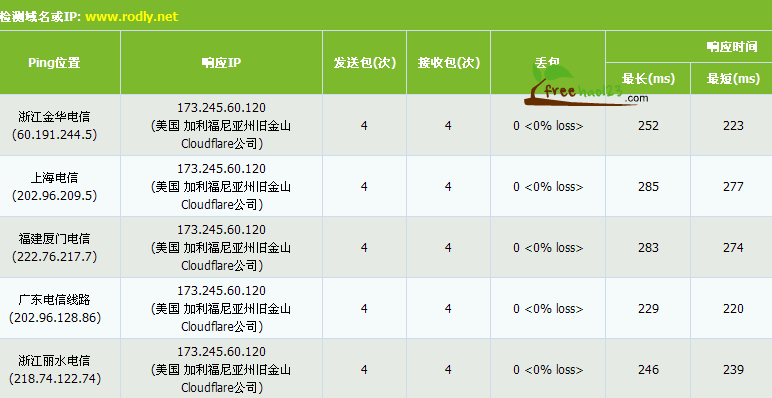 检测域名或IP: www.rodly.net
Ping位置 响应IP 发送包(次) 接收包(次) 丢包 响应时间
最长(ms) 最短(ms)
freehao123.com
浙江金华电信
(60.191.244.5)
173.245.60.120
(美国 加利福尼亚州旧金山
Cloudflare公司)
4 4 0 <0% loss> 252 223
上海电信
(202.96.209.5)
173.245.60.120
(美国 加利福尼亚州旧金山
Cloudflare公司)
4 4 0 <0% loss> 285 277
福建厦门电信
(222.76.217.7)
173.245.60.120
(美国 加利福尼亚州旧金山
Cloudflare公司)
4 4 0 <0% loss> 283 274
广东电信线路
(202.96.128.86)
173.245.60.120
(美国 加利福尼亚州旧金山
Cloudflare公司)
4 4 0 <0% loss> 229 220
浙江丽水电信
(218.74.122.74)
173.245.60.120
(美国 加利福尼亚州旧金山
Cloudflare公司)
4 4 0 <0% loss> 246 239